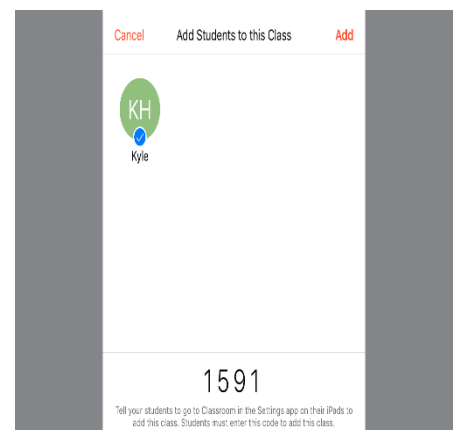 Cancel Add Students to this Class Add
KH
Kyle
1591
Tell your students to go to Classroom in the Settings app on their iPads to
add this class. Students must enter this code to add this class.